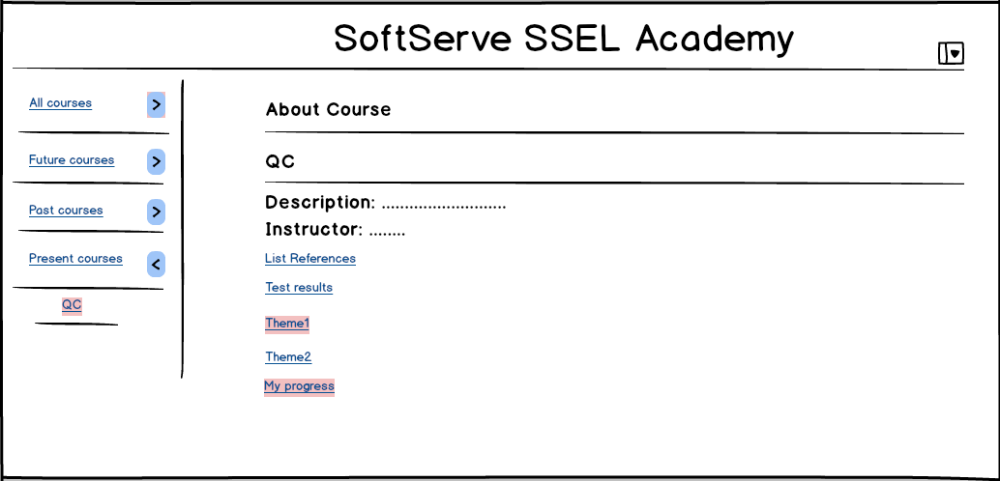 SoftServe SSEL Academy
All courses
Future courses
Past courses
Present courses
QC
About Course
QC
Description: ...........................
Instructor: ........
List References
Test results
Theme1
Theme2
My progress